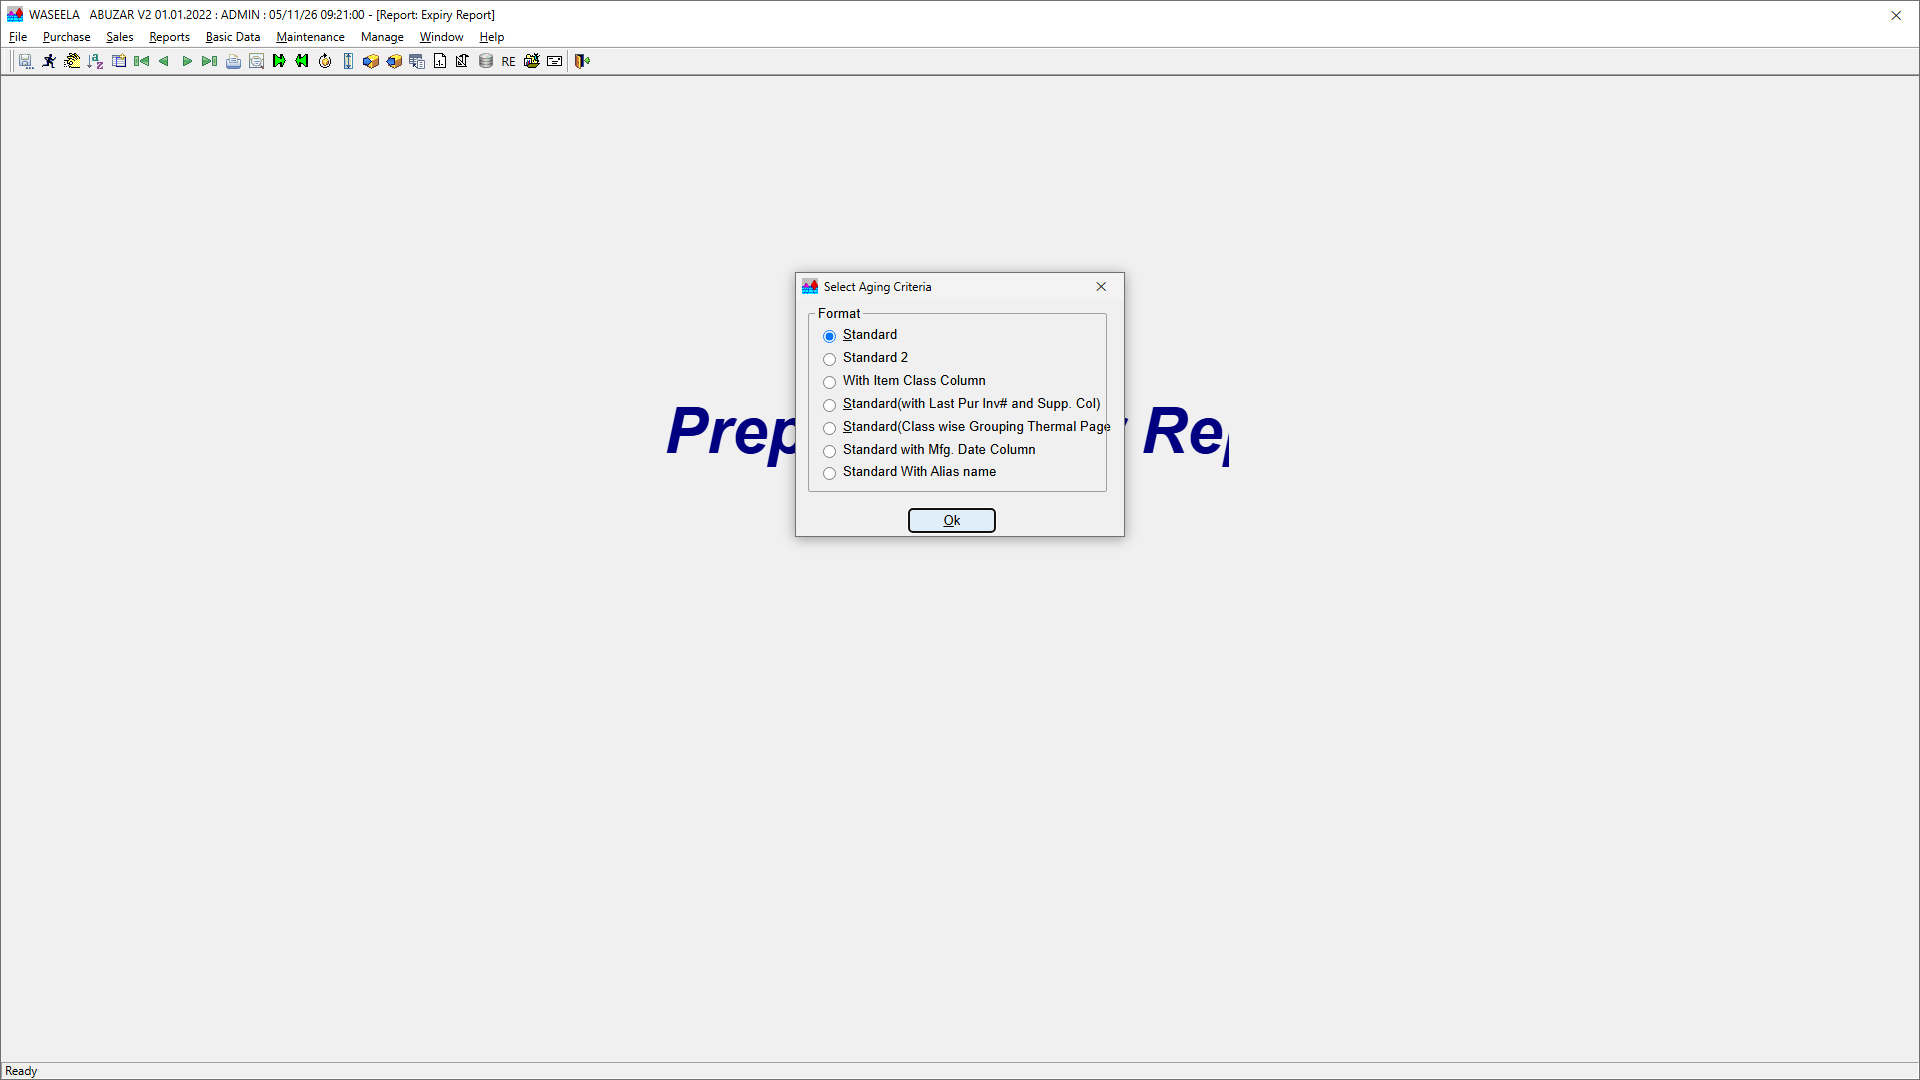 WASEELA   ABUZAR V2 01.01.2022 : ADMIN : 05/11/26 09:21:00 - [Report: Expiry Report]
File Purchase Sales Reports Basic Data Maintenance Manage Window Help
RE
Select Aging Criteria
Format
Standard
Standard 2
With Item Class Column
Standard(with Last Pur Inv# and Supp. Col)
Standard(Class wise Grouping Thermal Page
Standard with Mfg. Date Column
Standard With Alias name
Ok
Ready